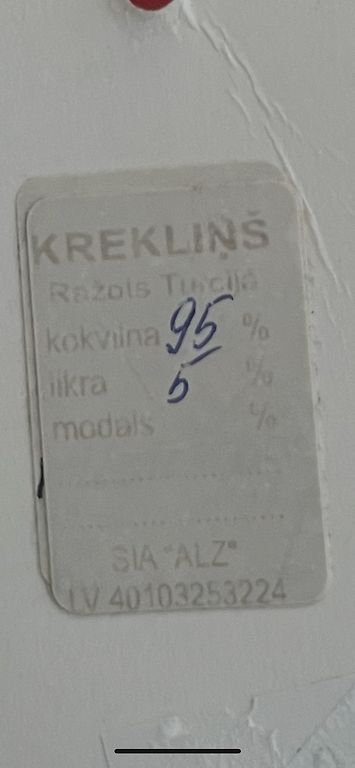 KREKLIŅŠ
Ražots Turcijā
kokvilna 95 %
likra 5 %
modals %
SIA "ALZ"
LV 40103253224